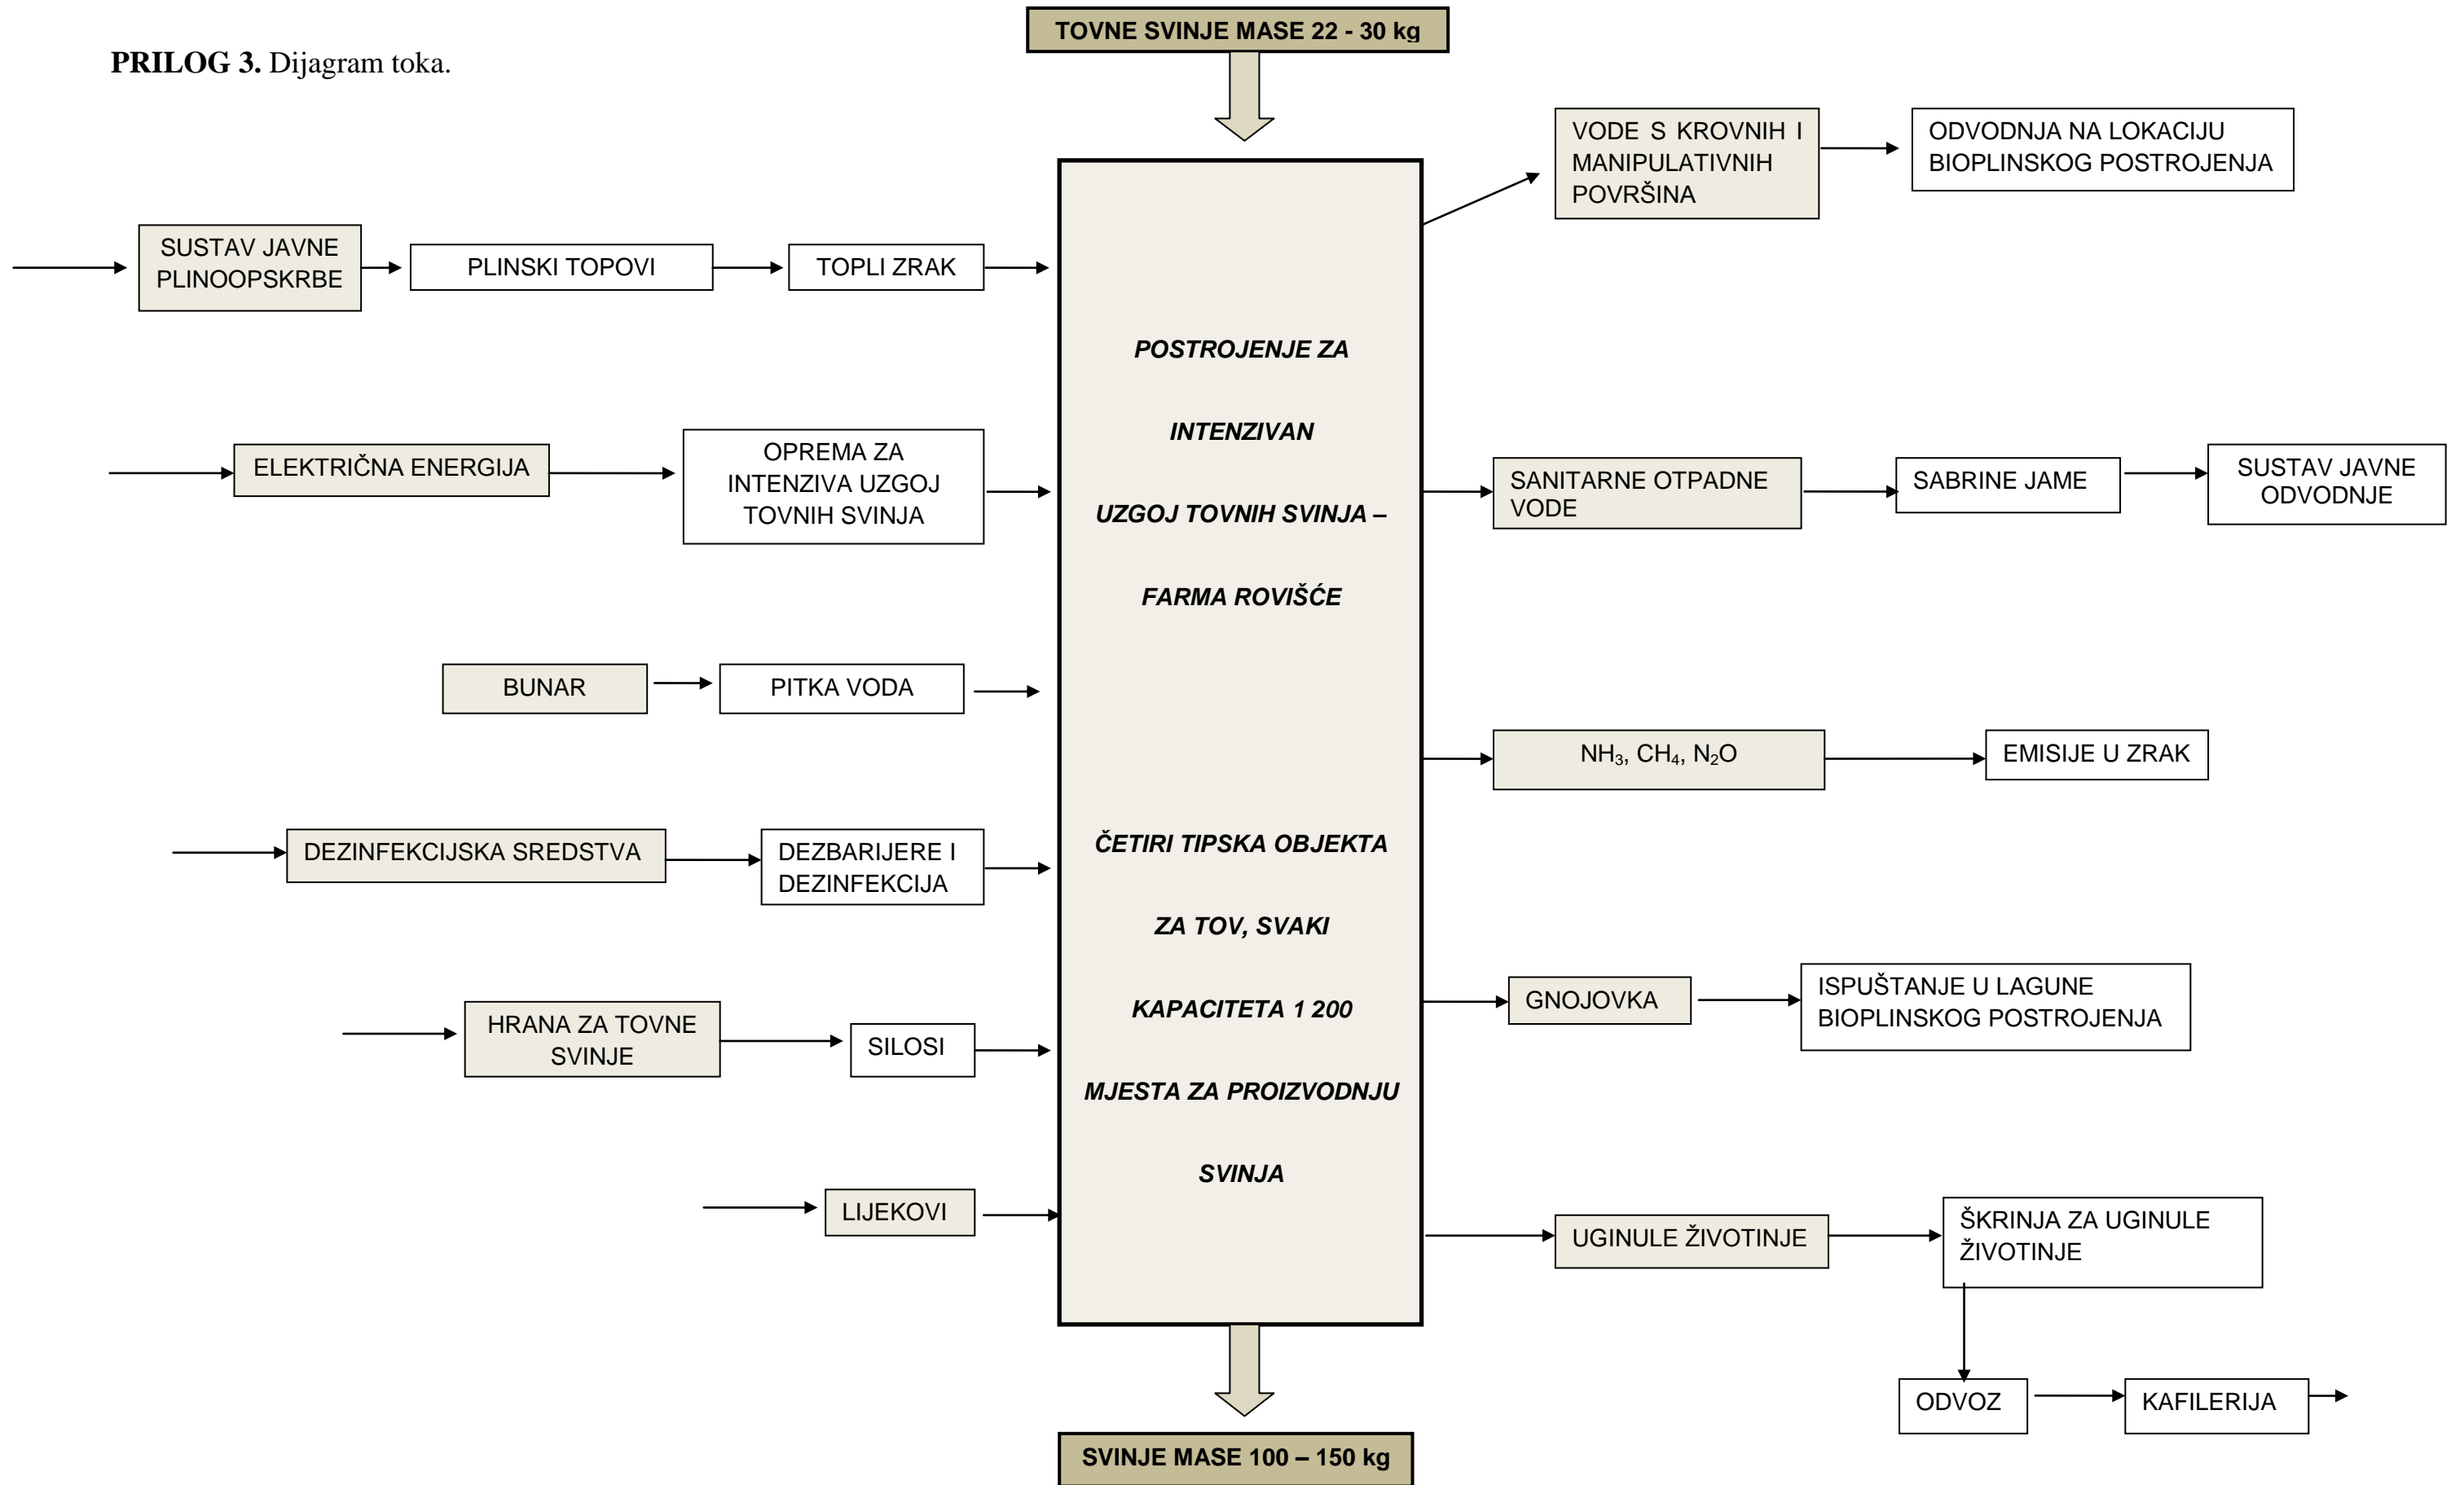 TOVNE SVINJE MASE 22 - 30 kg
PRILOG 3. Dijagram toka.
VODE S KROVNIH I
MANIPULATIVNIH
POVRŠINA
ODVODNJA NA LOKACIJU
BIOPLINSKOG POSTROJENJA
SUSTAV JAVNE
PLINOOPSKRBE
PLINSKI TOPOVI
TOPLI ZRAK
ELEKTRIČNA ENERGIJA
OPREMA ZA
INTENZIVA UZGOJ
TOVNIH SVINJA
BUNAR
PITKA VODA
DEZINFEKCIJSKA SREDSTVA
DEZBARIJERE I
DEZINFEKCIJA
HRANA ZA TOVNE
SVINJE
SILOSI
LIJEKOVI
POSTROJENJE ZA
INTENZIVAN
UZGOJ TOVNIH SVINJA –
FARMA ROVIŠĆE
ČETIRI TIPSKA OBJEKTA
ZA TOV, SVAKI
KAPACITETA 1 200
MJESTA ZA PROIZVODNJU
SVINJA
SANITARNE OTPADNE
VODE
SABRINE JAME
SUSTAV JAVNE
ODVODNJE
NH₃, CH₄, N₂O
EMISIJE U ZRAK
GNOJOVKA
ISPUŠTANJE U LAGUNE
BIOPLINSKOG POSTROJENJA
UGINULE ŽIVOTINJE
ŠKRINJA ZA UGINULE
ŽIVOTINJE
ODVOZ
KAFILERIJA
SVINJE MASE 100 – 150 kg